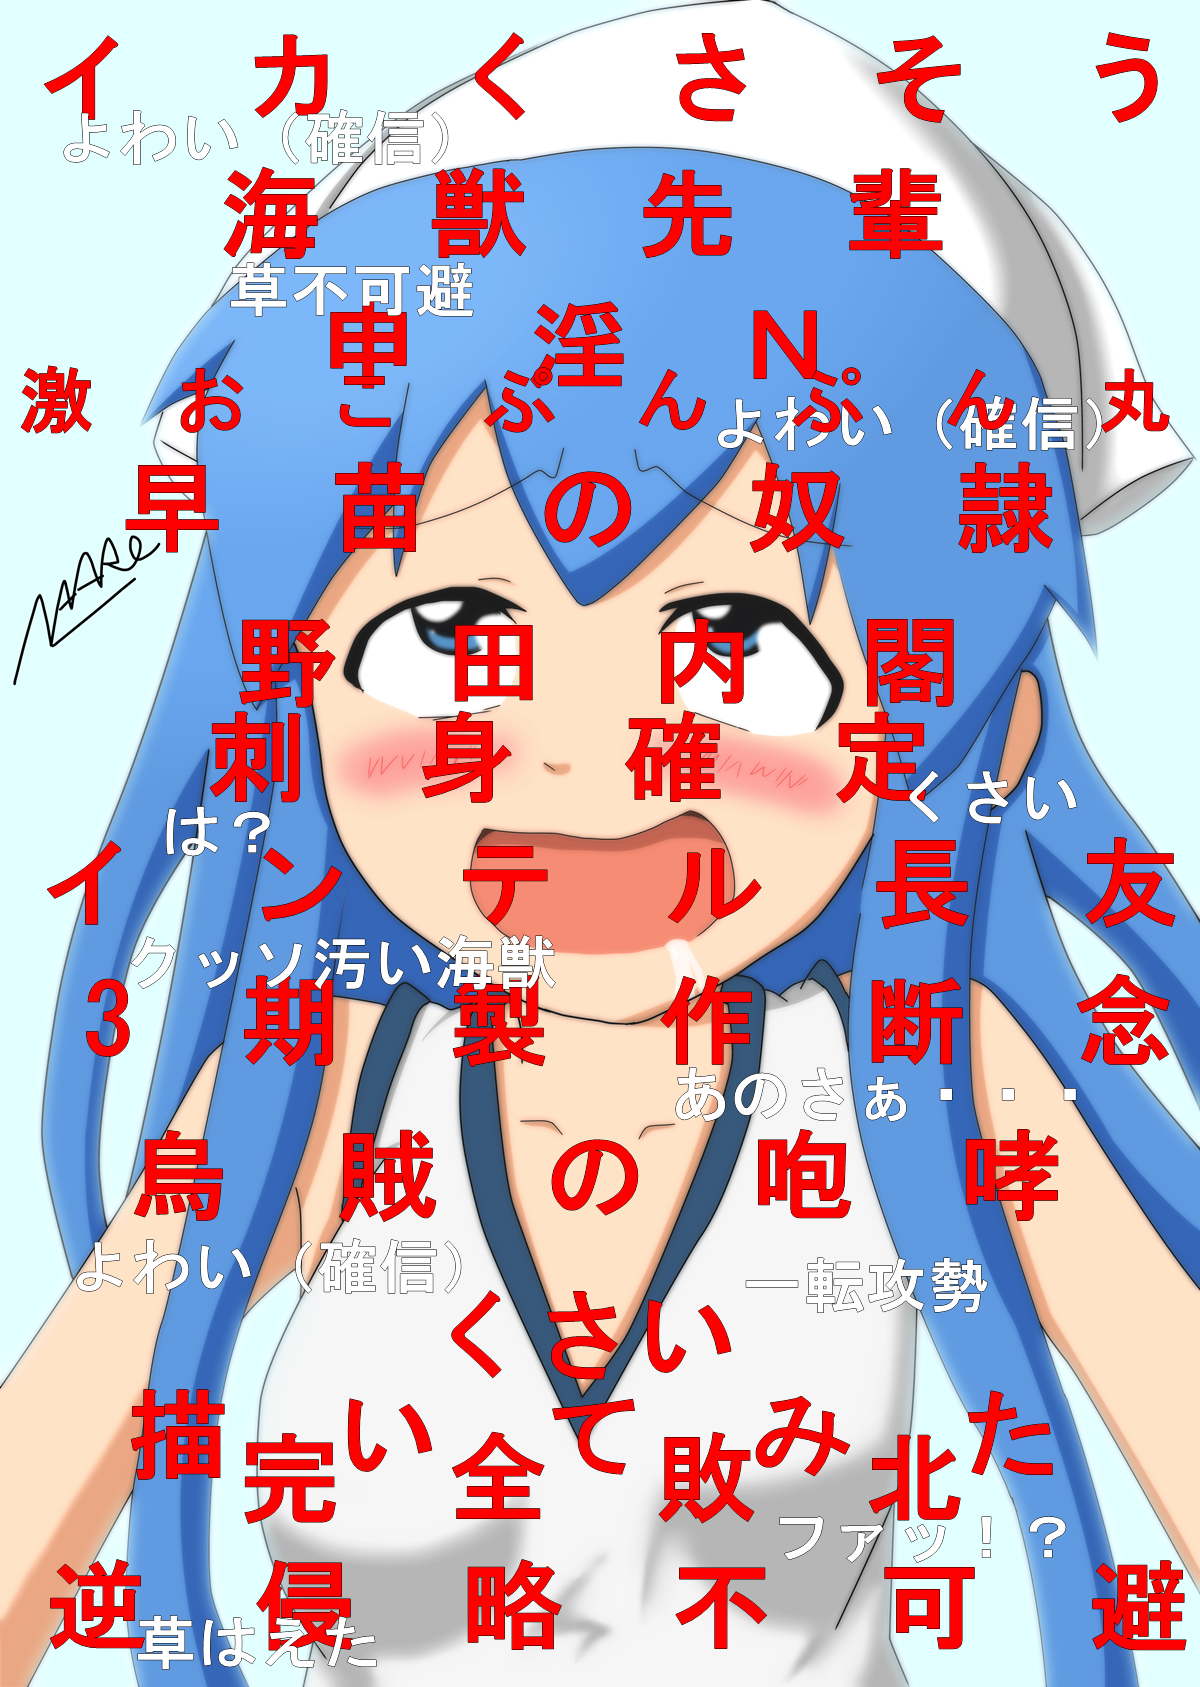 イカくさそう
よわい（確信）
海獣先輩
草不可避
申淫N
激おこぷんぷん丸
よわい（確信）
早苗の奴隷
NARe
野田内閣
刺身確定
くさい
は？
インテル長友
クッソ汚い海獣
3期製作断念
あのさぁ・・・
烏賊の咆哮
よわい（確信）
一転攻勢
くさい
描いてみた
完全敗北
ファッ！？
逆侵略不可避
草はえた